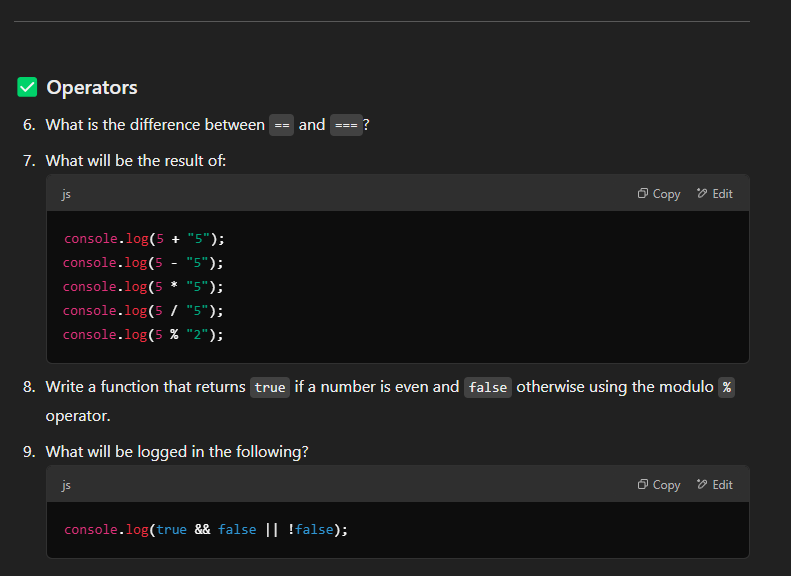 ✅ Operators
6. What is the difference between == and ===?
7. What will be the result of:
js Copy Edit
console.log(5 + "5");
console.log(5 - "5");
console.log(5 * "5");
console.log(5 / "5");
console.log(5 % "2");
8. Write a function that returns true if a number is even and false otherwise using the modulo %
operator.
9. What will be logged in the following?
js Copy Edit
console.log(true && false || !false);